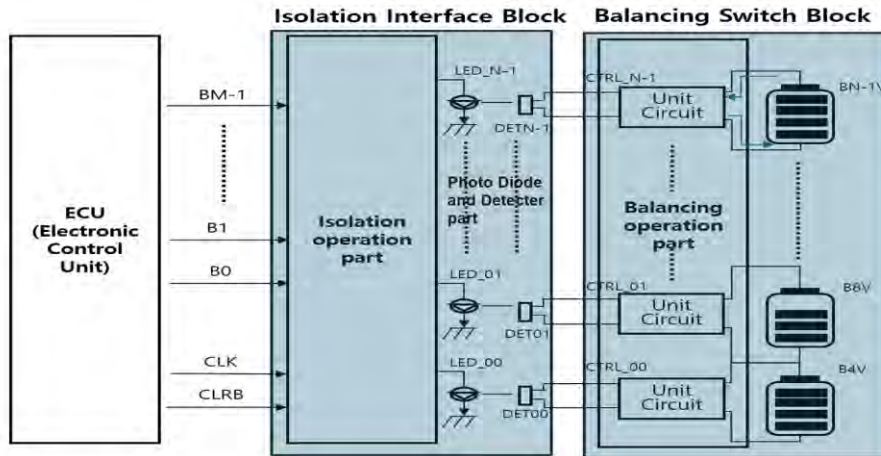 Isolation Interface Block
Balancing Switch Block
ECU
(Electronic
Control
Unit)
BM-1
B1
B0
CLK
CLRB
Isolation
operation
part
LED_N-1
DETN-1
Photo Diode
and Detecter
part
LED_01
DET01
LED_00
DET00
CTRL_N-1
Unit
Circuit
BN-1V
Balancing
operation
part
CTRL_01
Unit
Circuit
B8V
CTRL_00
Unit
Circuit
B4V